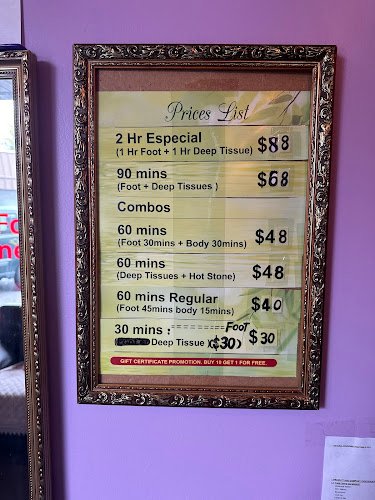 Prices List
2 Hr Especial $88
(1 Hr Foot + 1 Hr Deep Tissue)
90 mins $68
(Foot + Deep Tissues )
Combos
60 mins $48
(Foot 30mins + Body 30mins)
60 mins $48
(Deep Tissues + Hot Stone)
60 mins Regular $40
(Foot 45mins body 15mins)
30 mins : ======== FOOT $30
Deep Tissue ($30)
GIFT CERTIFICATE PROMOTION. BUY 10 GET 1 FOR FREE.